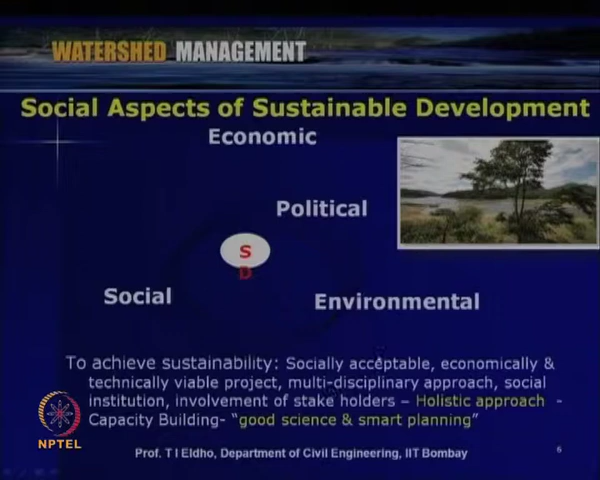 WATERSHED MANAGEMENT
Social Aspects of Sustainable Development
Economic
Political
S
D
Social
Environmental
To achieve sustainability: Socially acceptable, economically &
technically viable project, multi-disciplinary approach, social
institution, involvement of stake holders – Holistic approach -
Capacity Building- “good science & smart planning”
NPTEL
Prof. T I Eldho, Department of Civil Engineering, IIT Bombay
6